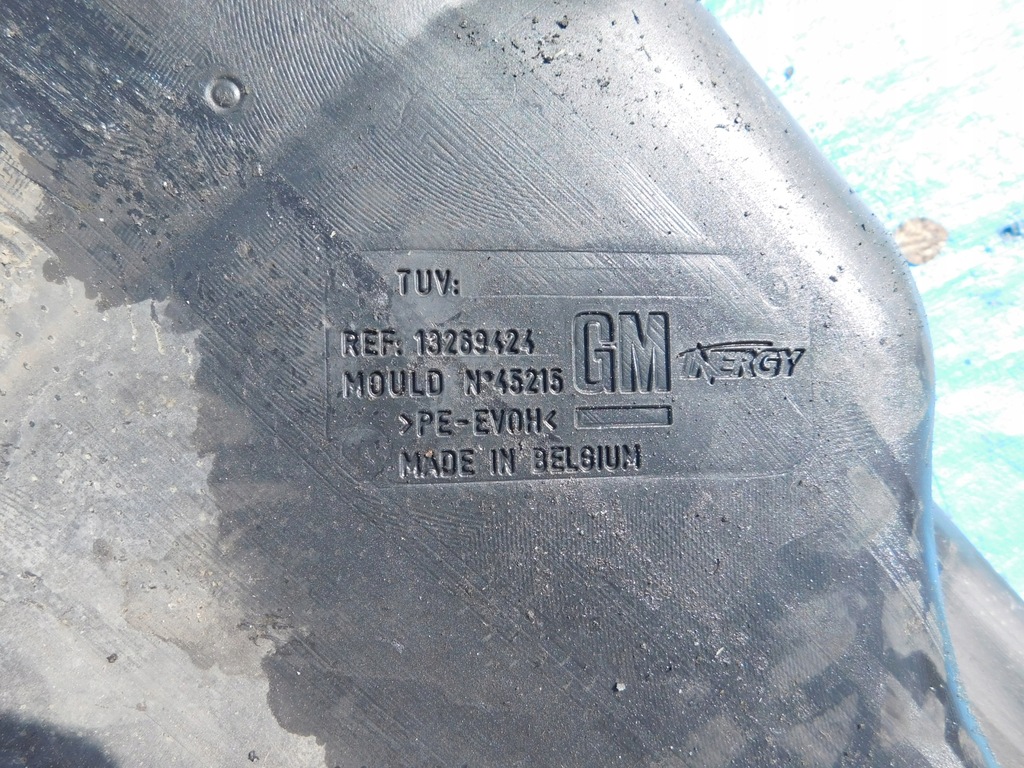 TUV:
REF: 13269424
MOULD N°45215
>PE-EVOH<
MADE IN BELGIUM
GM
INERGY